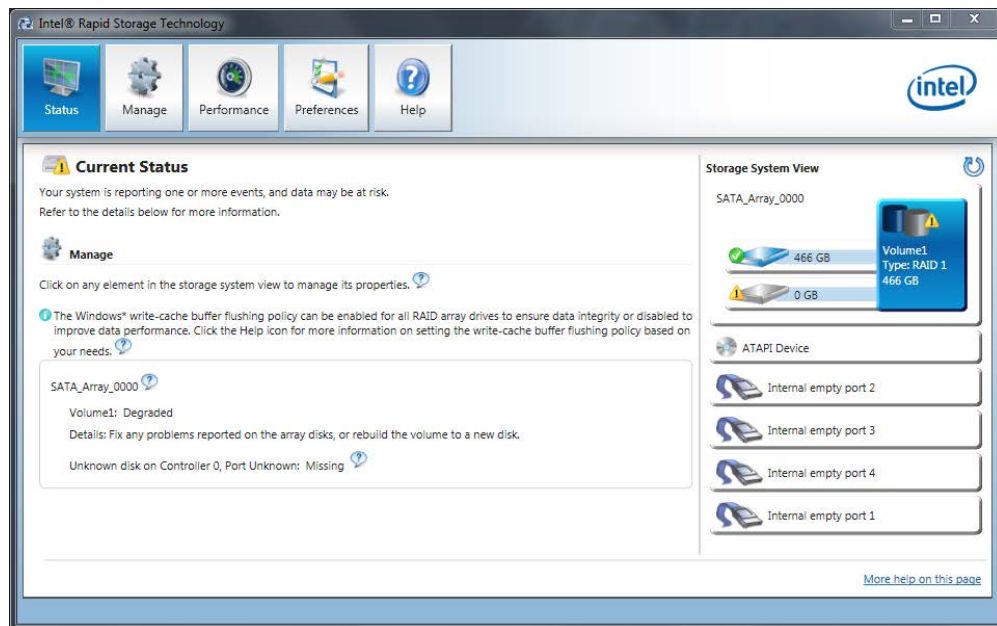 Intel® Rapid Storage Technology
Status
Manage
Performance
Preferences
Help
intel
Current Status
Your system is reporting one or more events, and data may be at risk.
Refer to the details below for more information.
Manage
Click on any element in the storage system view to manage its properties.
The Windows* write-cache buffer flushing policy can be enabled for all RAID array drives to ensure data integrity or disabled to
improve data performance. Click the Help icon for more information on setting the write-cache buffer flushing policy based on
your needs.
SATA_Array_0000
Volume1: Degraded
Details: Fix any problems reported on the array disks, or rebuild the volume to a new disk.
Unknown disk on Controller 0, Port Unknown: Missing
Storage System View
SATA_Array_0000
466 GB
0 GB
Volume1
Type: RAID 1
466 GB
ATAPI Device
Internal empty port 2
Internal empty port 3
Internal empty port 4
Internal empty port 1
More help on this page